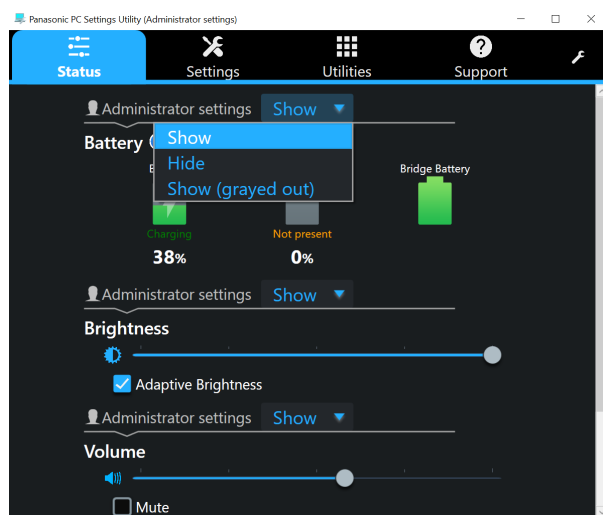 Panasonic PC Settings Utility (Administrator settings)
Status Settings Utilities Support
Administrator settings Show
Battery
Show
Hide
Show (grayed out)
Bridge Battery
Charging Not present
38% 0%
Administrator settings Show
Brightness
Adaptive Brightness
Administrator settings Show
Volume
Mute